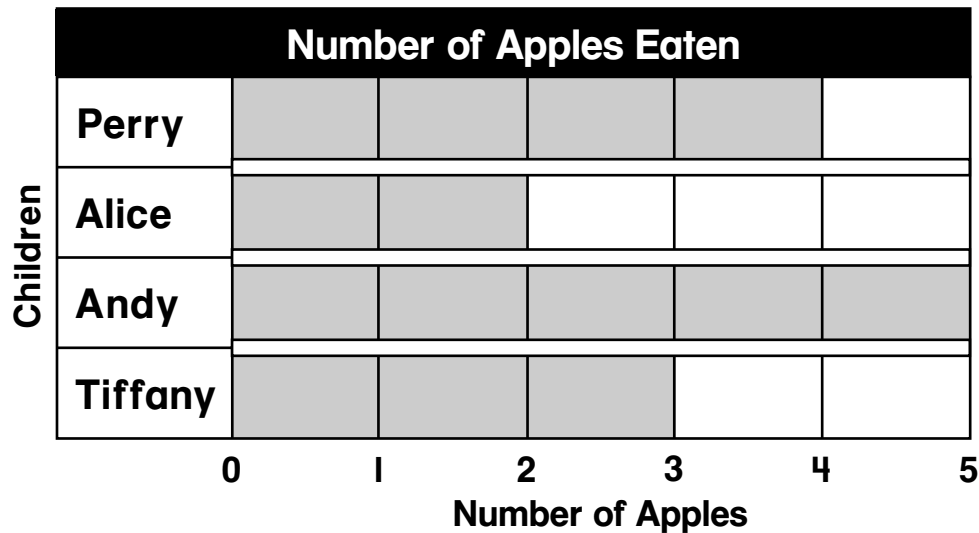 Number of Apples Eaten
Children
Perry
Alice
Andy
Tiffany
0 1 2 3 4 5
Number of Apples